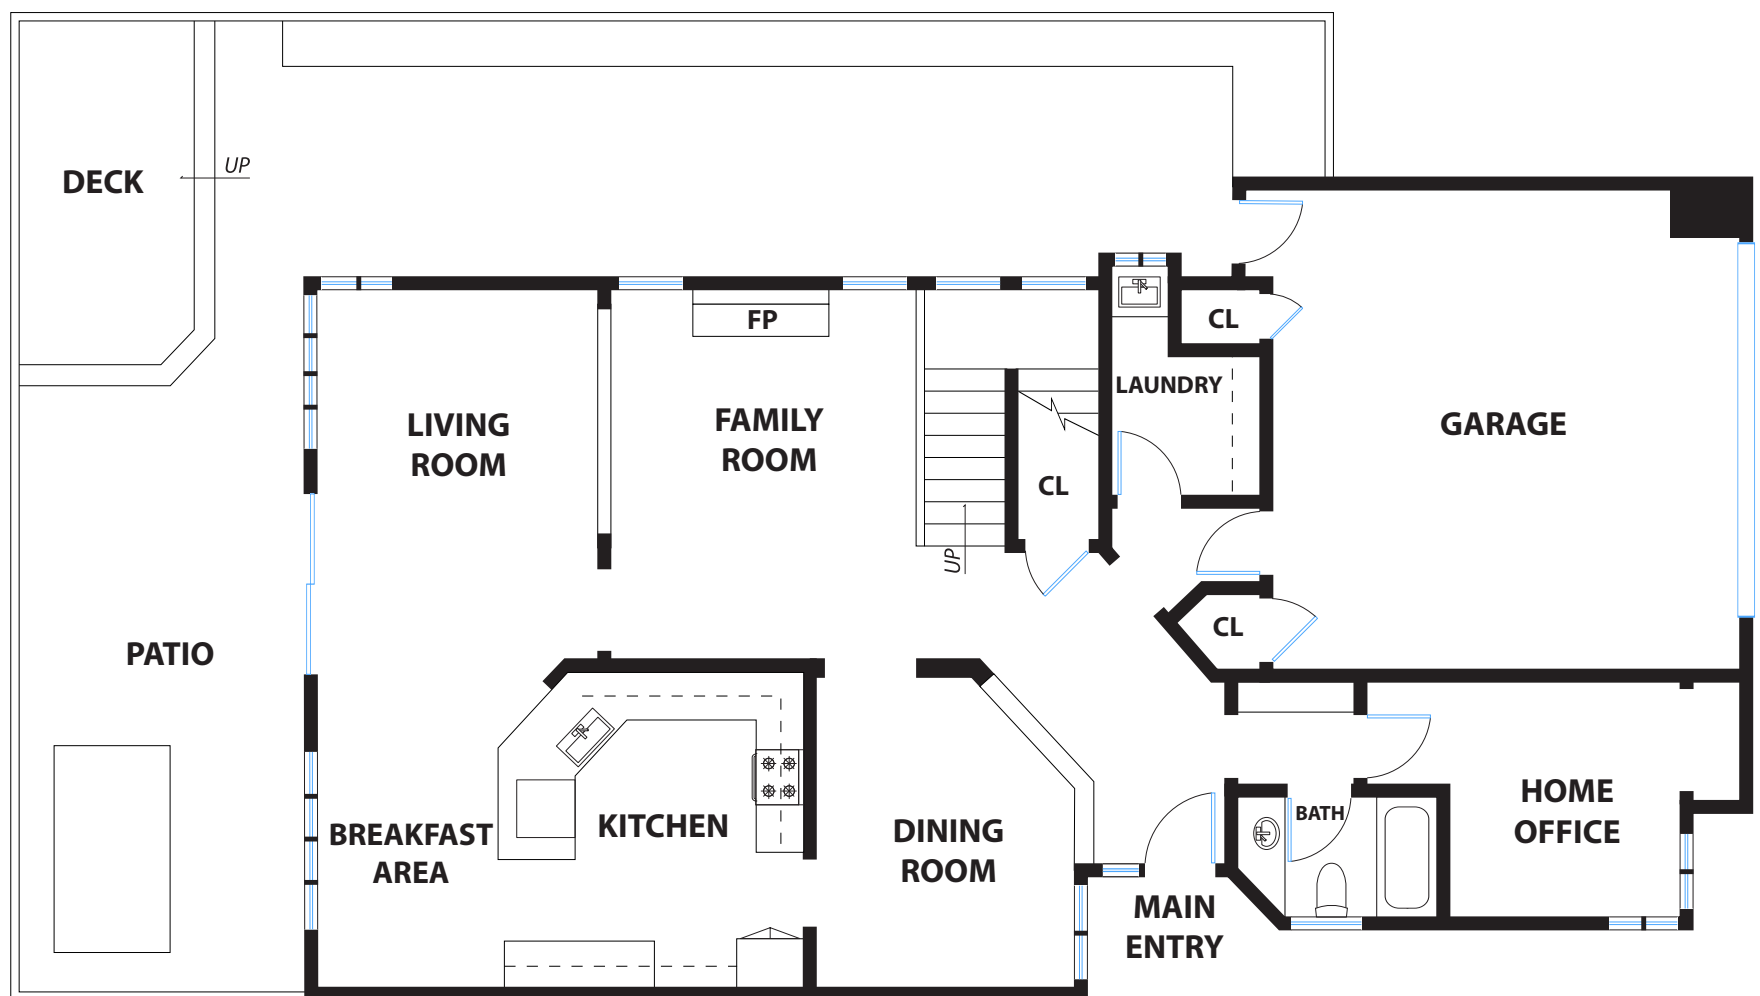 DECK
UP
FP
CL
LAUNDRY
LIVING
ROOM
FAMILY
ROOM
GARAGE
CL
UP
CL
PATIO
BREAKFAST
AREA
KITCHEN
DINING
ROOM
BATH
HOME
OFFICE
MAIN
ENTRY